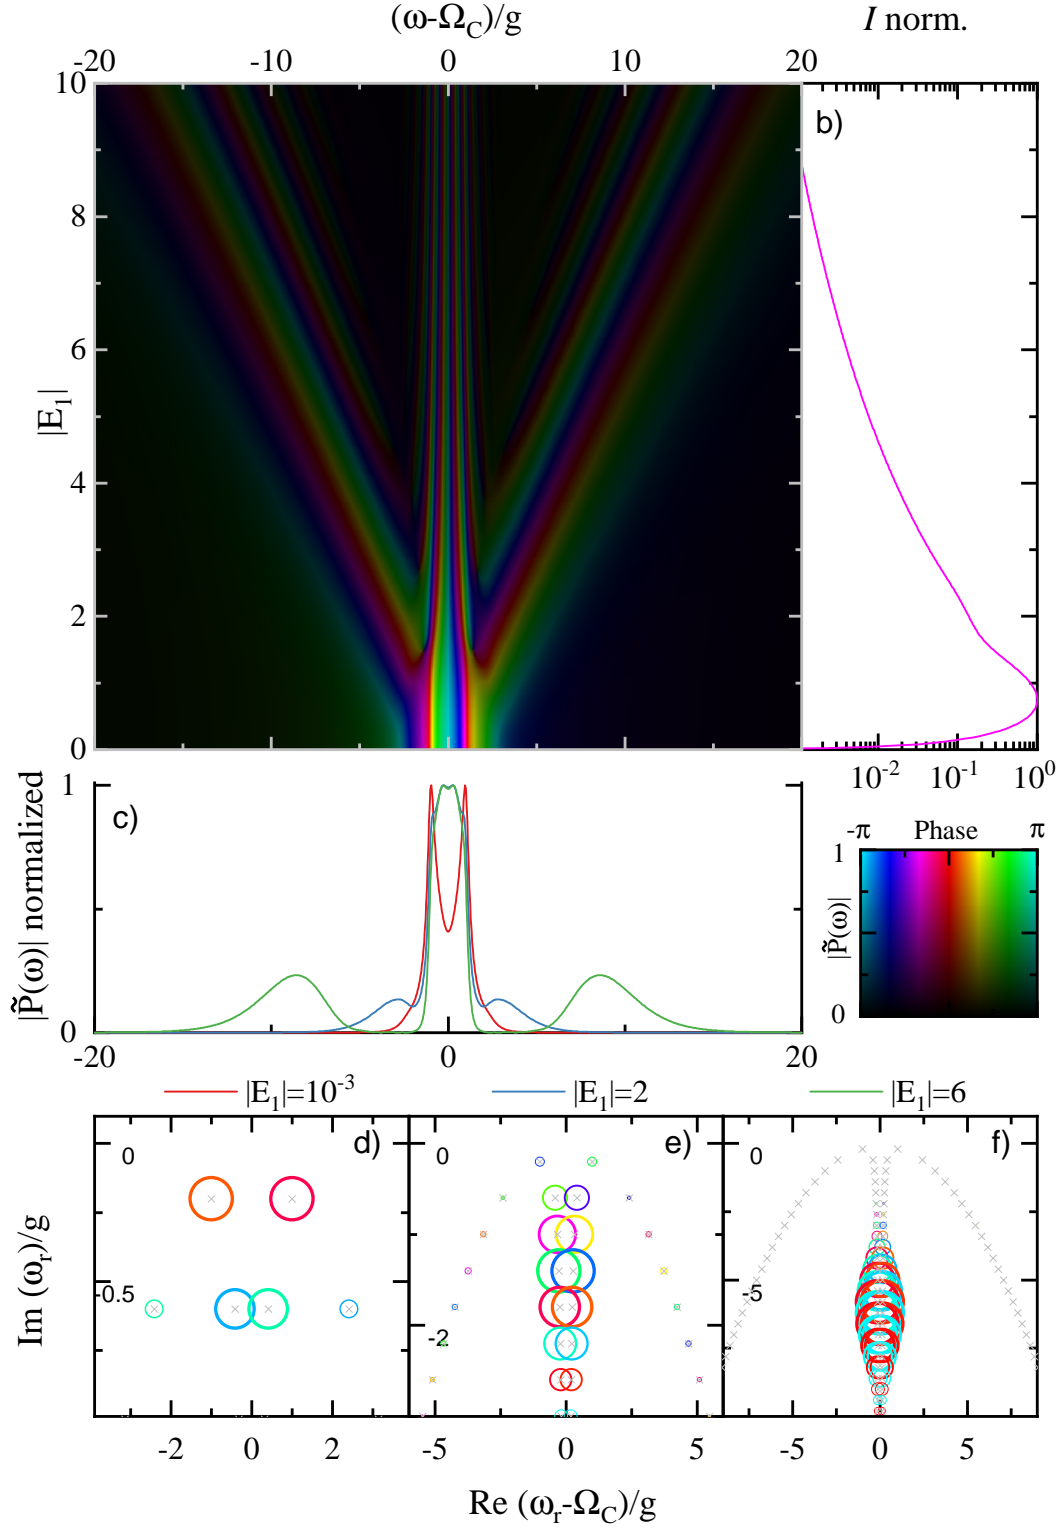 (ω-Ω_C)/g
I norm.
-20 -10 0 10 20
10
8
6
4
2
0
|E_1|
b)
10^-2 10^-1 10^0
c)
1
0
|P̃(ω)| normalized
-20 0 20
-π Phase π
1
0
|P̃(ω)|
|E_1|=10^-3 |E_1|=2 |E_1|=6
d) e) f)
0
-0.5
0
-2
0
-5
Im (ω_r)/g
-2 0 2
-5 0 5
-5 0 5
Re (ω_r-Ω_C)/g